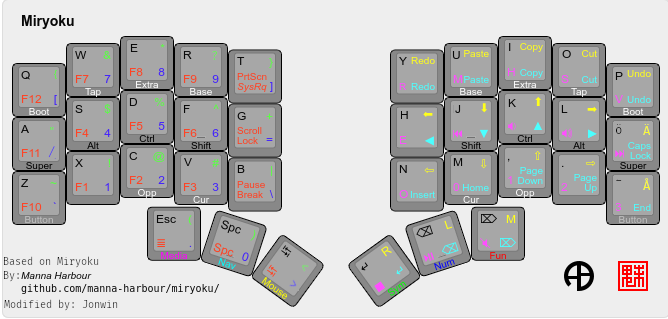 Miryoku
Q F12 [ Boot
W & F7 7 Tap
E * F8 8 Extra
R ? F9 9 Base
T PrtScn SysRq ]
Y Redo Redo
U Paste M Paste Base
I Copy H Copy Extra
O Cut S Cut Tap
P Undo V Undo Boot
A F11 / Super
S $ F4 4 Alt
D % F5 5 Ctrl
F ^ F6 6 Shift
G + Scroll Lock =
H
J Shift
K Ctrl
L Alt
Ö Ä Caps Lock Super
Z ~ F10 ` Button
X ! F1 1
C @ F2 2 Opp
V # F3 3 Cur
B | Pause Break \
N Insert
M Home Cur
, Page Down Opp
. Page Up
- Å End Button
Esc Media
Spc Spc 0 Nav
Mouse
R
L Num
M Fun
Based on Miryoku
By: Manna Harbour
github.com/manna-harbour/miryoku/
Modified by: Jonwin